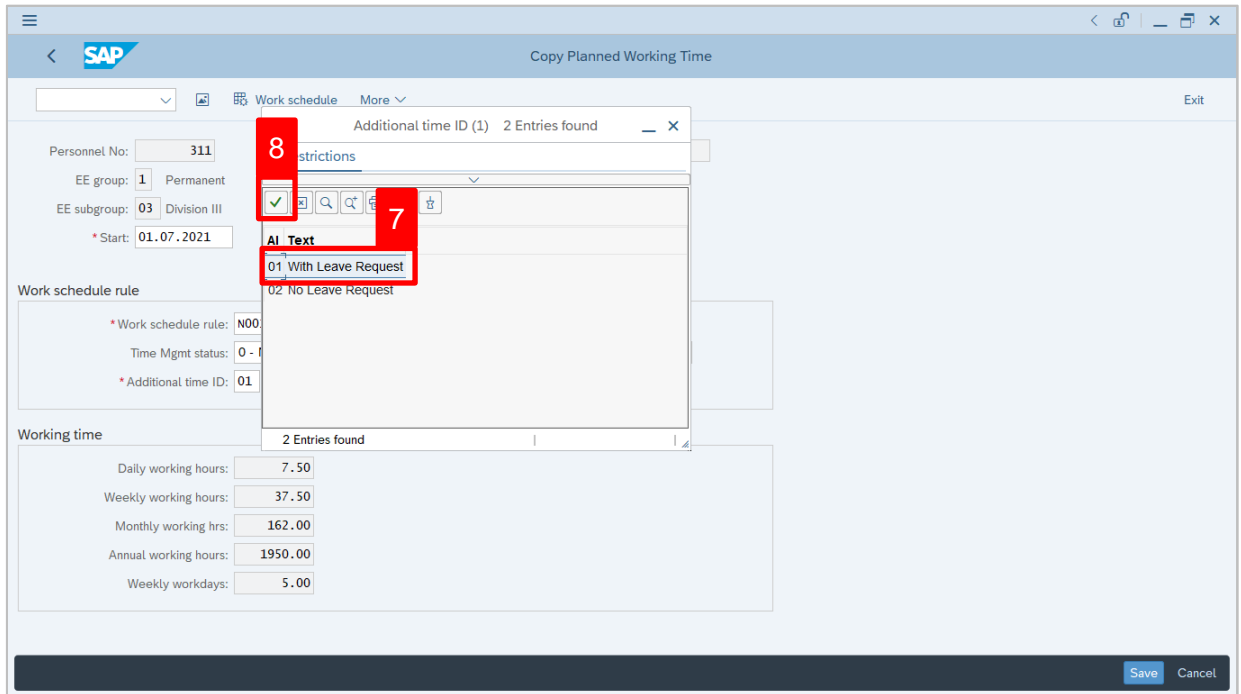 SAP
Copy Planned Working Time
Work schedule
More
Exit
Additional time ID (1) 2 Entries found
Personnel No: 311
8
strictions
EE group: 1 Permanent
EE subgroup: 03 Division III
7
* Start: 01.07.2021
AI Text
01 With Leave Request
02 No Leave Request
Work schedule rule
* Work schedule rule: N00
Time Mgmt status: 0 -
* Additional time ID: 01
Working time
2 Entries found
Daily working hours: 7.50
Weekly working hours: 37.50
Monthly working hrs: 162.00
Annual working hours: 1950.00
Weekly workdays: 5.00
Save Cancel